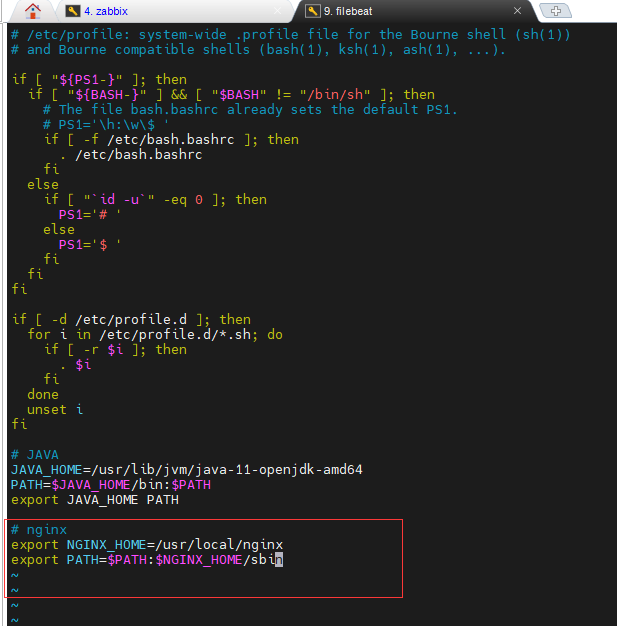 4. zabbix
9. filebeat
# /etc/profile: system-wide .profile file for the Bourne shell (sh(1))
# and Bourne compatible shells (bash(1), ksh(1), ash(1), ...).
if [ "${PS1-}" ]; then
  if [ "${BASH-}" ] && [ "$BASH" != "/bin/sh" ]; then
    # The file bash.bashrc already sets the default PS1.
    # PS1='\h:\w\$ '
    if [ -f /etc/bash.bashrc ]; then
      . /etc/bash.bashrc
    fi
  else
    if [ "`id -u`" -eq 0 ]; then
      PS1='# '
    else
      PS1='$ '
    fi
  fi
fi
if [ -d /etc/profile.d ]; then
  for i in /etc/profile.d/*.sh; do
    if [ -r $i ]; then
      . $i
    fi
  done
  unset i
fi
# JAVA
JAVA_HOME=/usr/lib/jvm/java-11-openjdk-amd64
PATH=$JAVA_HOME/bin:$PATH
export JAVA_HOME PATH
# nginx
export NGINX_HOME=/usr/local/nginx
export PATH=$PATH:$NGINX_HOME/sbin
~
~
~
~